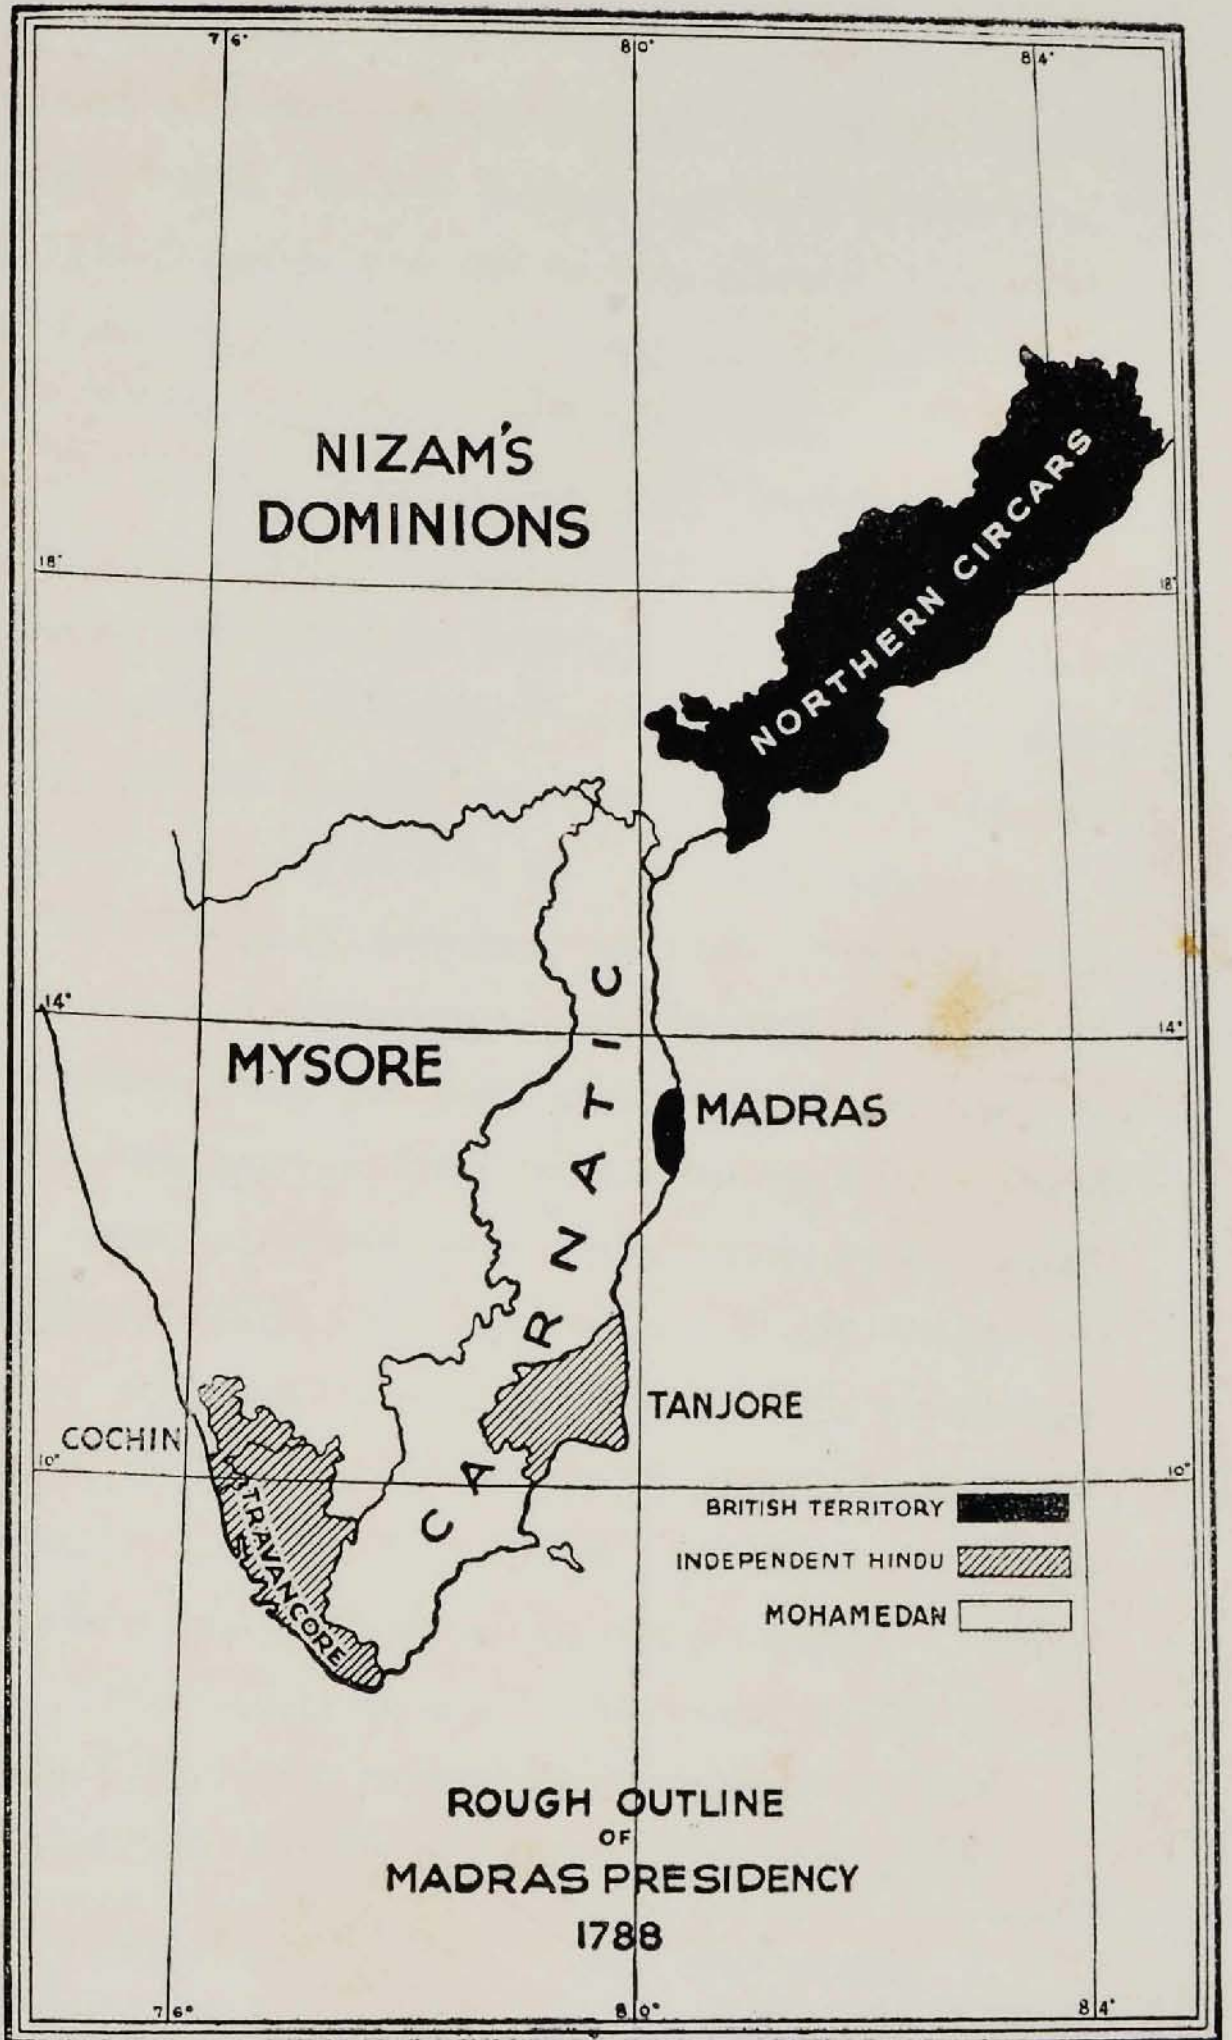 76°
80°
84°
NIZAM'S
DOMINIONS
NORTHERN CIRCARS
18°
18°
14°
14°
MYSORE
CARNATIC
MADRAS
TANJORE
COCHIN
10°
10°
TRAVANCORE
BRITISH TERRITORY
INDEPENDENT HINDU
MOHAMEDAN
ROUGH OUTLINE
OF
MADRAS PRESIDENCY
1788
76°
80°
84°